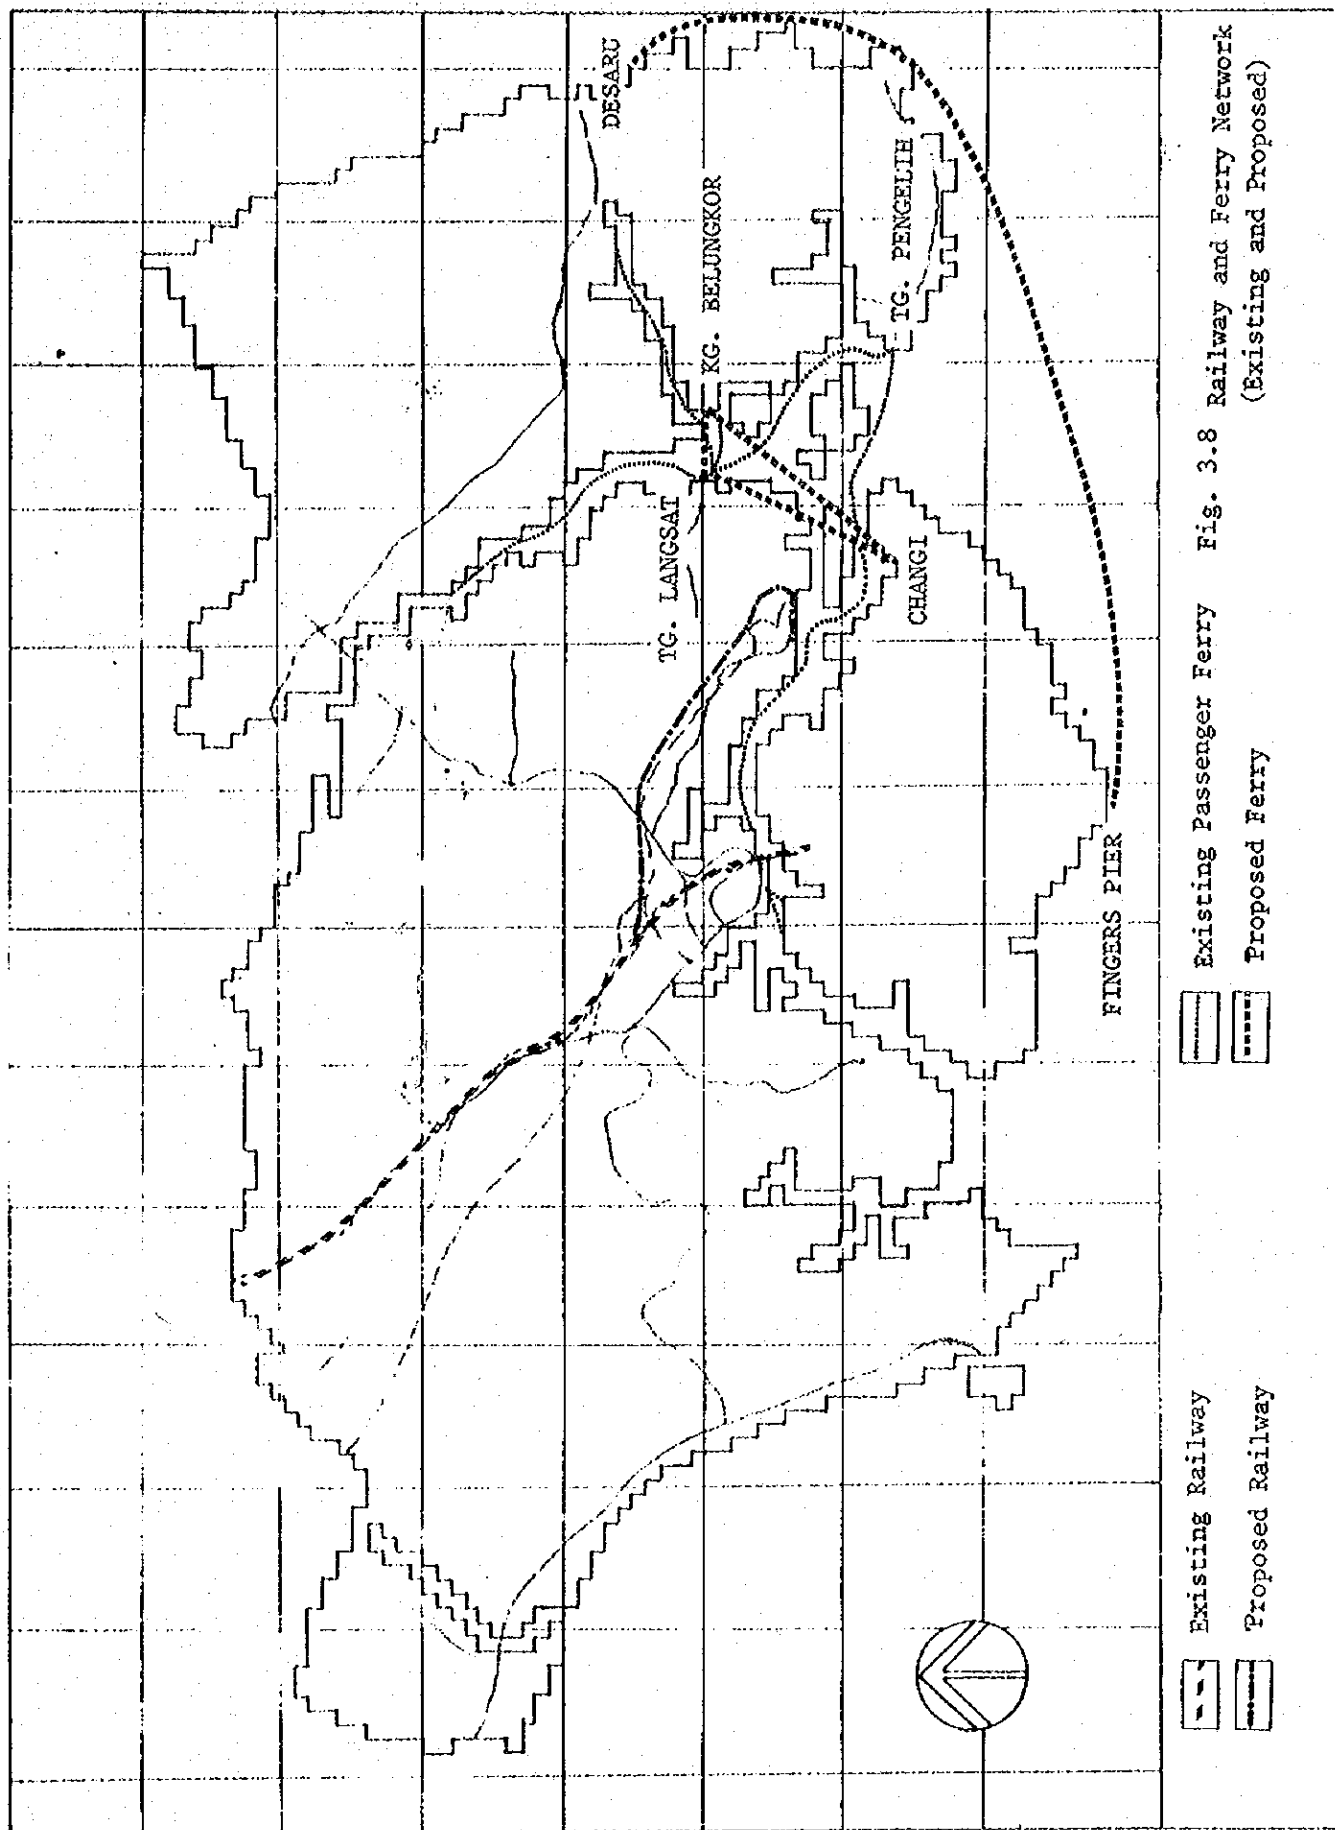 DESARU
KG. BELUNGKOR
TG. PENGELIH
TG. LANGSAT
CHANGI
FINGERS PIER
Existing Railway
Proposed Railway
Existing Passenger Ferry
Proposed Ferry
Fig. 3.8 Railway and Ferry Network
(Existing and Proposed)